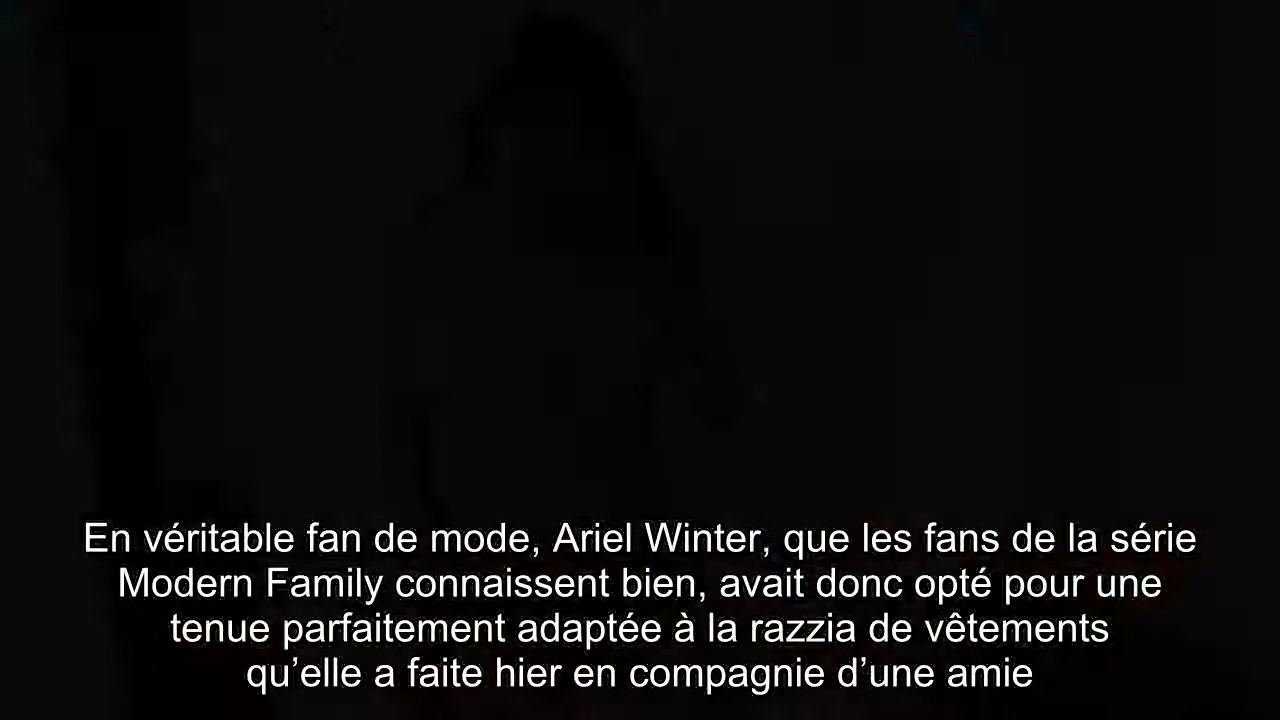 En véritable fan de mode, Ariel Winter, que les fans de la série
Modern Family connaissent bien, avait donc opté pour une
tenue parfaitement adaptée à la razzia de vêtements
qu’elle a faite hier en compagnie d’une amie